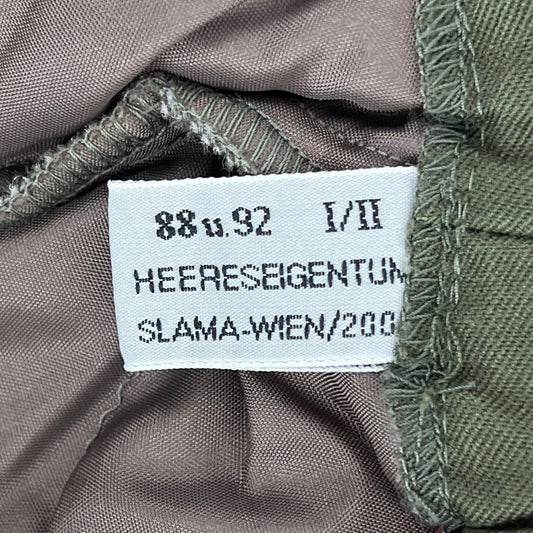 88 u. 92 I/II
HEERESEIGENTUM
SLAMA-WIEN/200